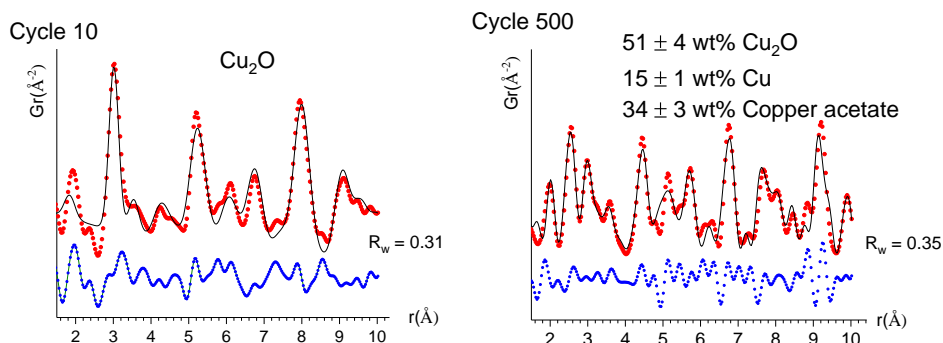 Cycle 10
Cu₂O
Gr(Å⁻²)
R_w = 0.31
r(Å)
2 3 4 5 6 7 8 9 10
Cycle 500
51 ± 4 wt% Cu₂O
15 ± 1 wt% Cu
34 ± 3 wt% Copper acetate
Gr(Å⁻²)
R_w = 0.35
r(Å)
2 3 4 5 6 7 8 9 10